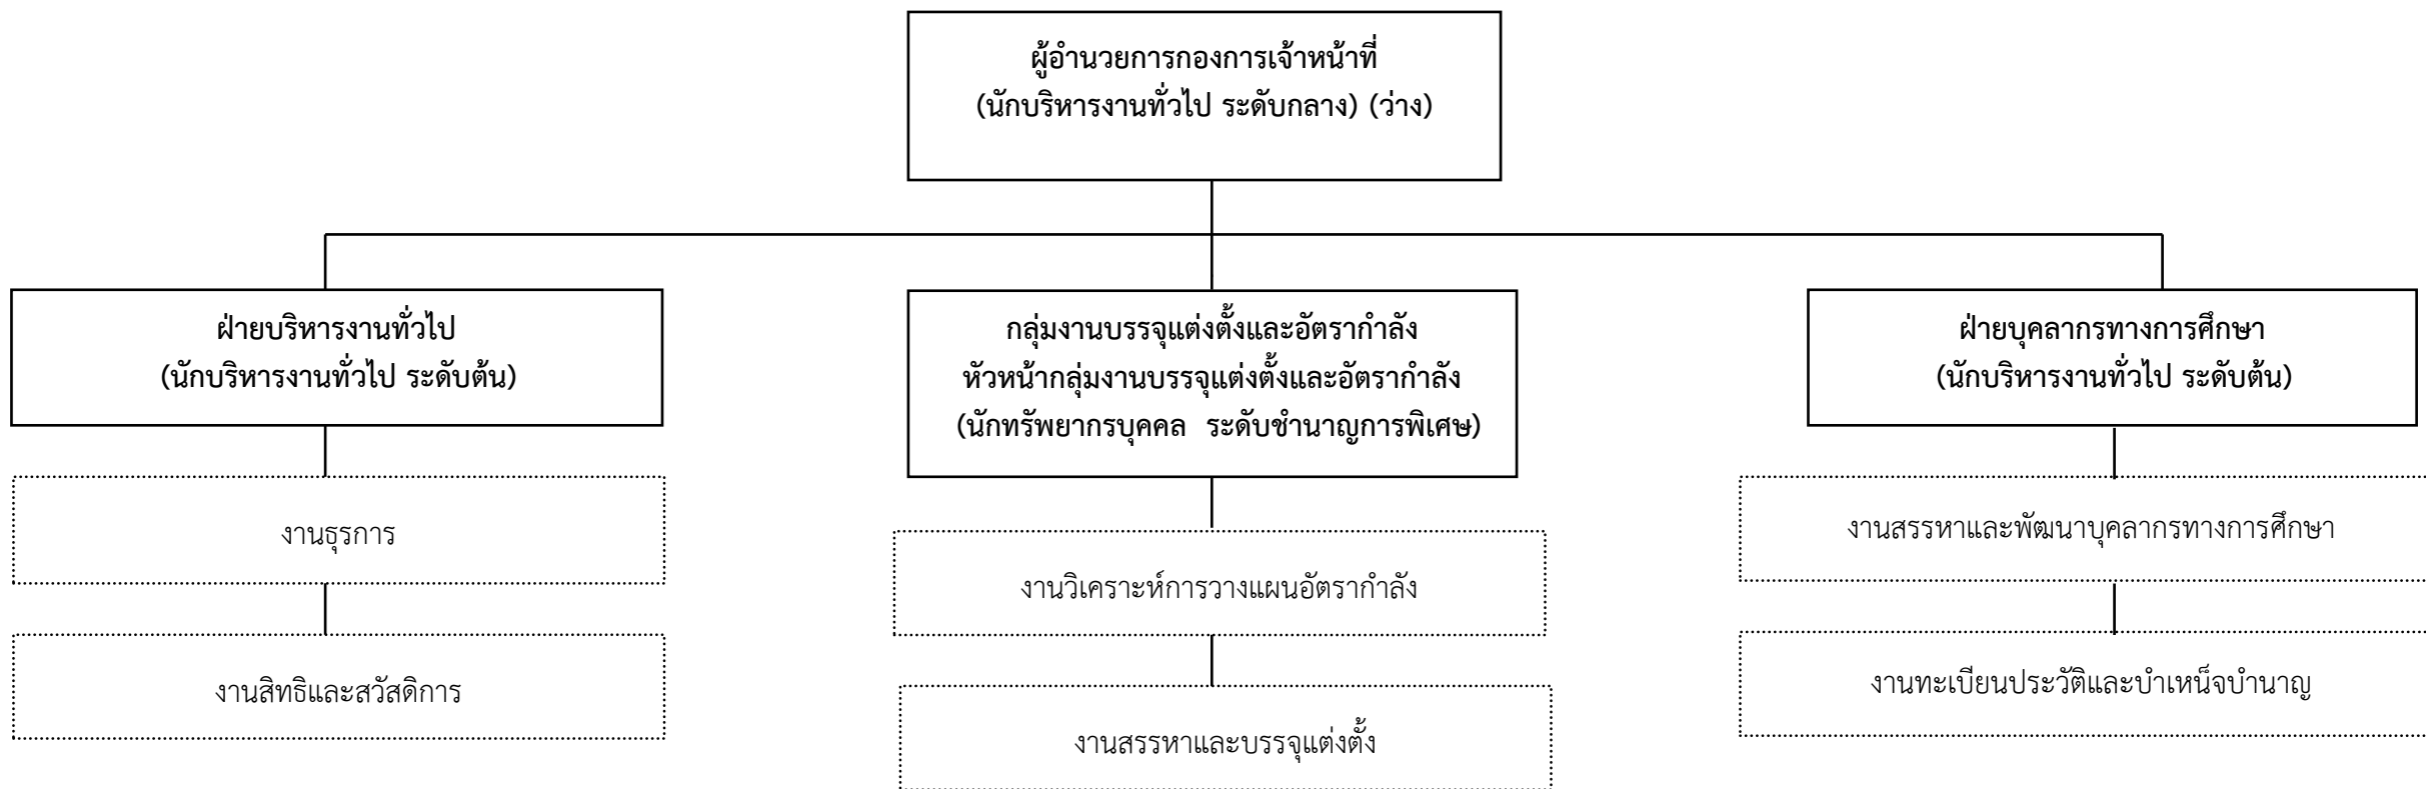 ผู้อำนวยการกองการเจ้าหน้าที่
(นักบริหารงานทั่วไป ระดับกลาง) (ว่าง)
ฝ่ายบริหารงานทั่วไป
(นักบริหารงานทั่วไป ระดับต้น)
กลุ่มงานบรรจุแต่งตั้งและอัตรากำลัง
หัวหน้ากลุ่มงานบรรจุแต่งตั้งและอัตรากำลัง
(นักทรัพยากรบุคคล ระดับชำนาญการพิเศษ)
ฝ่ายบุคลากรทางการศึกษา
(นักบริหารงานทั่วไป ระดับต้น)
งานธุรการ
งานสิทธิและสวัสดิการ
งานวิเคราะห์การวางแผนอัตรากำลัง
งานสรรหาและบรรจุแต่งตั้ง
งานสรรหาและพัฒนาบุคลากรทางการศึกษา
งานทะเบียนประวัติและบำเหน็จบำนาญ